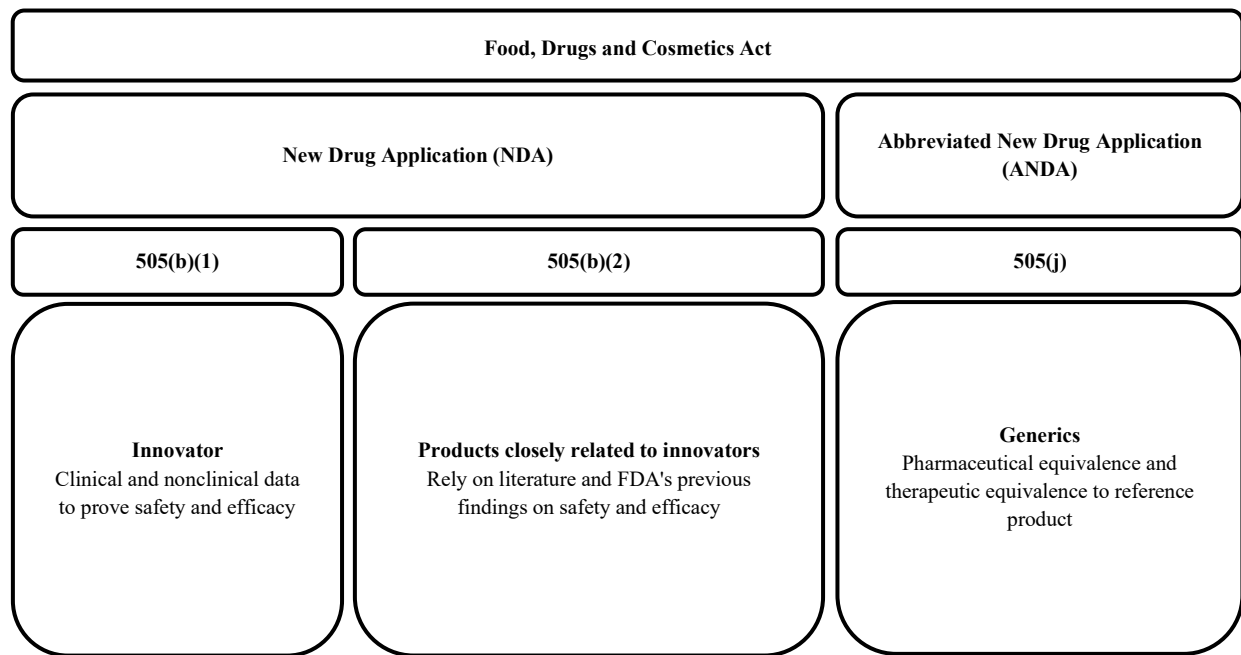 Food, Drugs and Cosmetics Act
New Drug Application (NDA)
Abbreviated New Drug Application
(ANDA)
505(b)(1)
505(b)(2)
505(j)
Innovator
Clinical and nonclinical data
to prove safety and efficacy
Products closely related to innovators
Rely on literature and FDA's previous
findings on safety and efficacy
Generics
Pharmaceutical equivalence and
therapeutic equivalence to reference
product